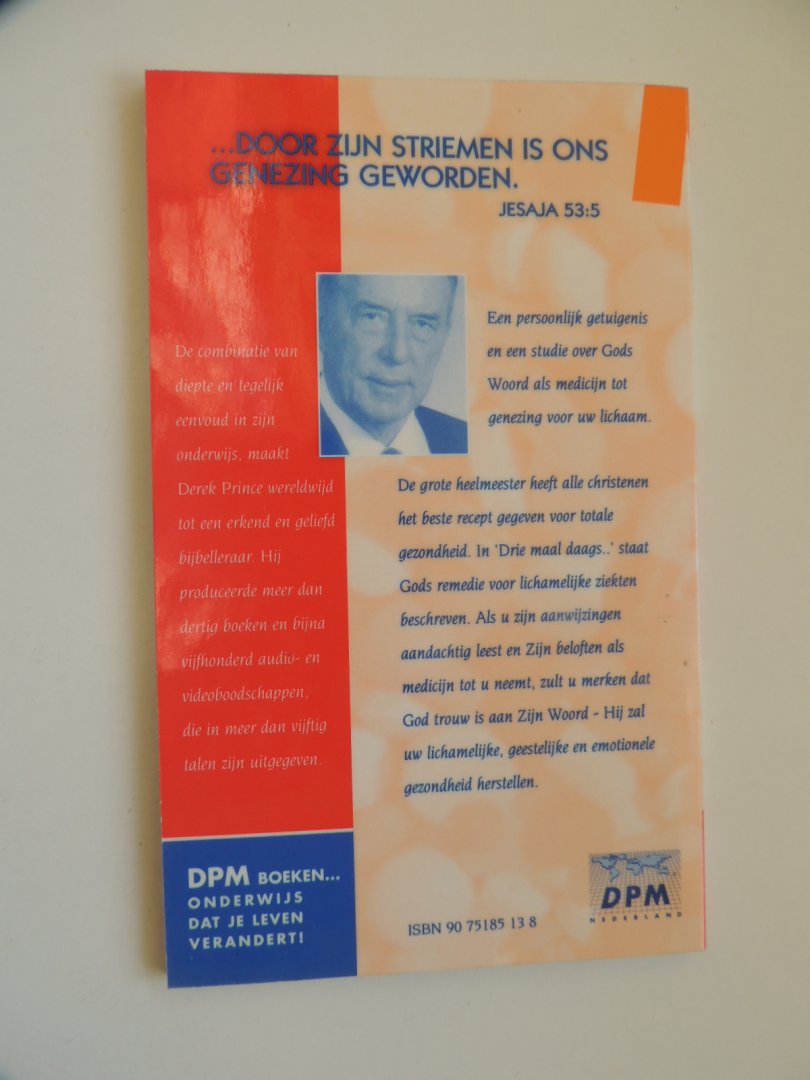 ...DOOR ZIJN STRIEMEN IS ONS
GENEZING GEWORDEN.
JESAJA 53:5
Een persoonlijk getuigenis
en een studie over Gods
Woord als medicijn tot
genezing voor uw lichaam.
De combinatie van
diepte en tegelijk
eenvoud in zijn
onderwijs, maakt
Derek Prince wereldwijd
tot een erkend en geliefd
bijbelleraar. Hij
produceerde meer dan
dertig boeken en bijna
vijfhonderd audio- en
videoboodschappen,
die in meer dan vijftig
talen zijn uitgegeven.
De grote heelmeester heeft alle christenen
het beste recept gegeven voor totale
gezondheid. In 'Drie maal daags..' staat
Gods remedie voor lichamelijke ziekten
beschreven. Als u zijn aanwijzingen
aandachtig leest en Zijn beloften als
medicijn tot u neemt, zult u merken dat
God trouw is aan Zijn Woord - Hij zal
uw lichamelijke, geestelijke en emotionele
gezondheid herstellen.
DPM BOEKEN...
ONDERWIJS
DAT JE LEVEN
VERANDERT!
ISBN 90 75185 13 8
DPM
NEDERLAND